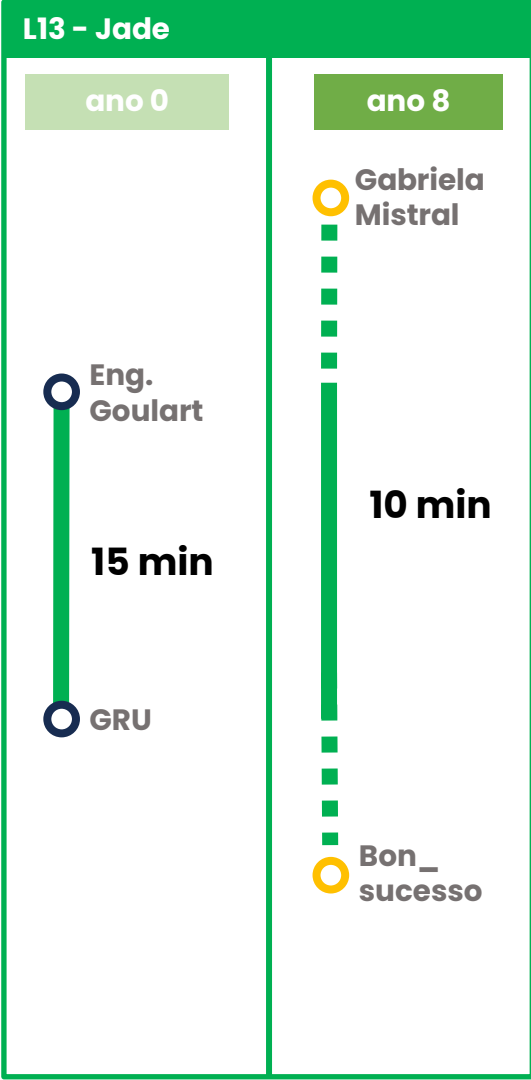 L13 - Jade
ano 0
Eng.
Goulart
15 min
GRU
ano 8
Gabriela
Mistral
10 min
Bon_
sucesso